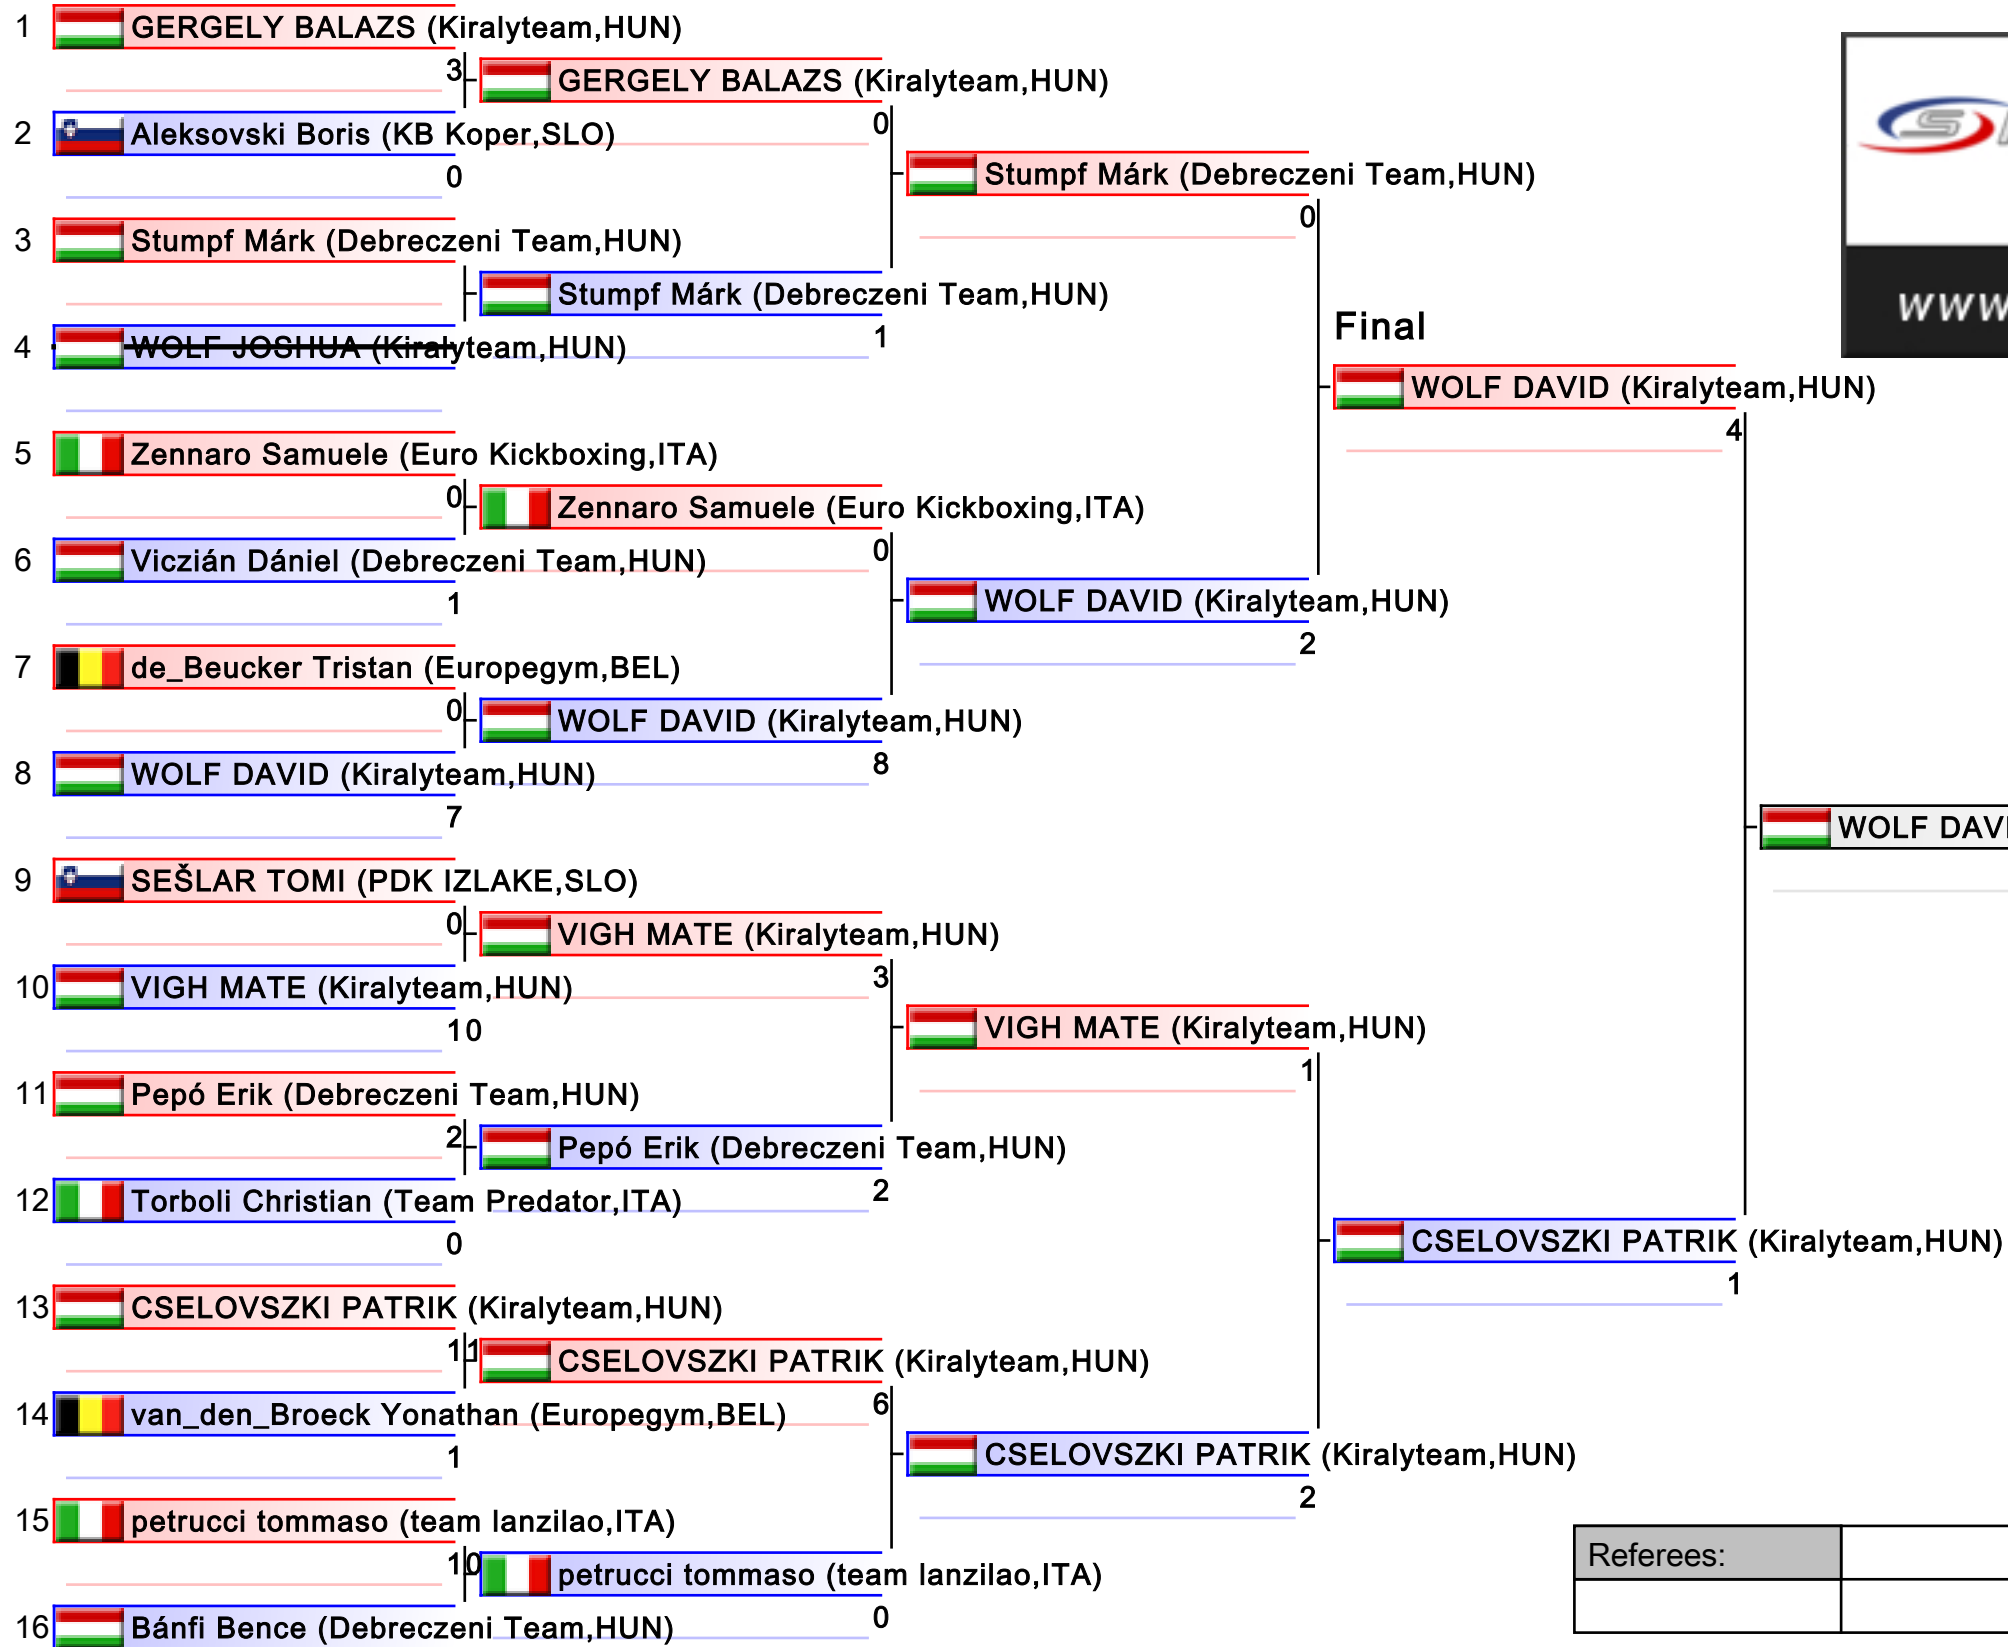 1 GERGELY BALAZS (Kiralyteam,HUN)
3
GERGELY BALAZS (Kiralyteam,HUN)
0
2 Aleksovski Boris (KB Koper,SLO)
0
Stumpf Márk (Debreczeni Team,HUN)
0
3 Stumpf Márk (Debreczeni Team,HUN)
Stumpf Márk (Debreczeni Team,HUN)
1
4 WOLF JOSHUA (Kiralyteam,HUN)
www
Final
WOLF DAVID (Kiralyteam,HUN)
4
5 Zennaro Samuele (Euro Kickboxing,ITA)
0
Zennaro Samuele (Euro Kickboxing,ITA)
0
6 Viczián Dániel (Debreczeni Team,HUN)
1
WOLF DAVID (Kiralyteam,HUN)
2
7 de_Beucker Tristan (Europegym,BEL)
0
WOLF DAVID (Kiralyteam,HUN)
8
8 WOLF DAVID (Kiralyteam,HUN)
7
WOLF DAV
9 SEŠLAR TOMI (PDK IZLAKE,SLO)
0
VIGH MATE (Kiralyteam,HUN)
3
10 VIGH MATE (Kiralyteam,HUN)
10
VIGH MATE (Kiralyteam,HUN)
1
11 Pepó Erik (Debreczeni Team,HUN)
2
Pepó Erik (Debreczeni Team,HUN)
2
12 Torboli Christian (Team Predator,ITA)
0
CSELOVSZKI PATRIK (Kiralyteam,HUN)
1
13 CSELOVSZKI PATRIK (Kiralyteam,HUN)
11
CSELOVSZKI PATRIK (Kiralyteam,HUN)
6
14 van_den_Broeck Yonathan (Europegym,BEL)
1
CSELOVSZKI PATRIK (Kiralyteam,HUN)
2
15 petrucci tommaso (team lanzilao,ITA)
10
petrucci tommaso (team lanzilao,ITA)
0
16 Bánfi Bence (Debreczeni Team,HUN)
Referees: